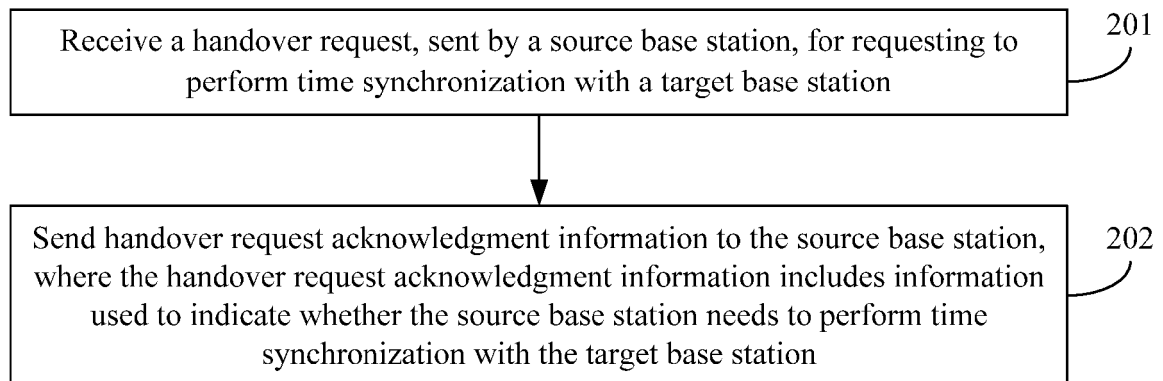 Receive a handover request, sent by a source base station, for requesting to
perform time synchronization with a target base station
201
Send handover request acknowledgment information to the source base station,
where the handover request acknowledgment information includes information
used to indicate whether the source base station needs to perform time
synchronization with the target base station
202